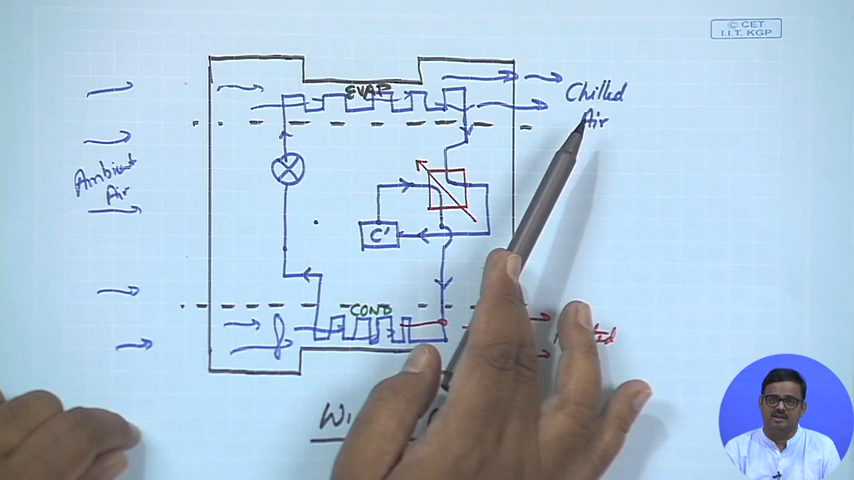 © CET
I.I.T. KGP
EVAP
Chilled
Air
Ambient
Air
C'
COND